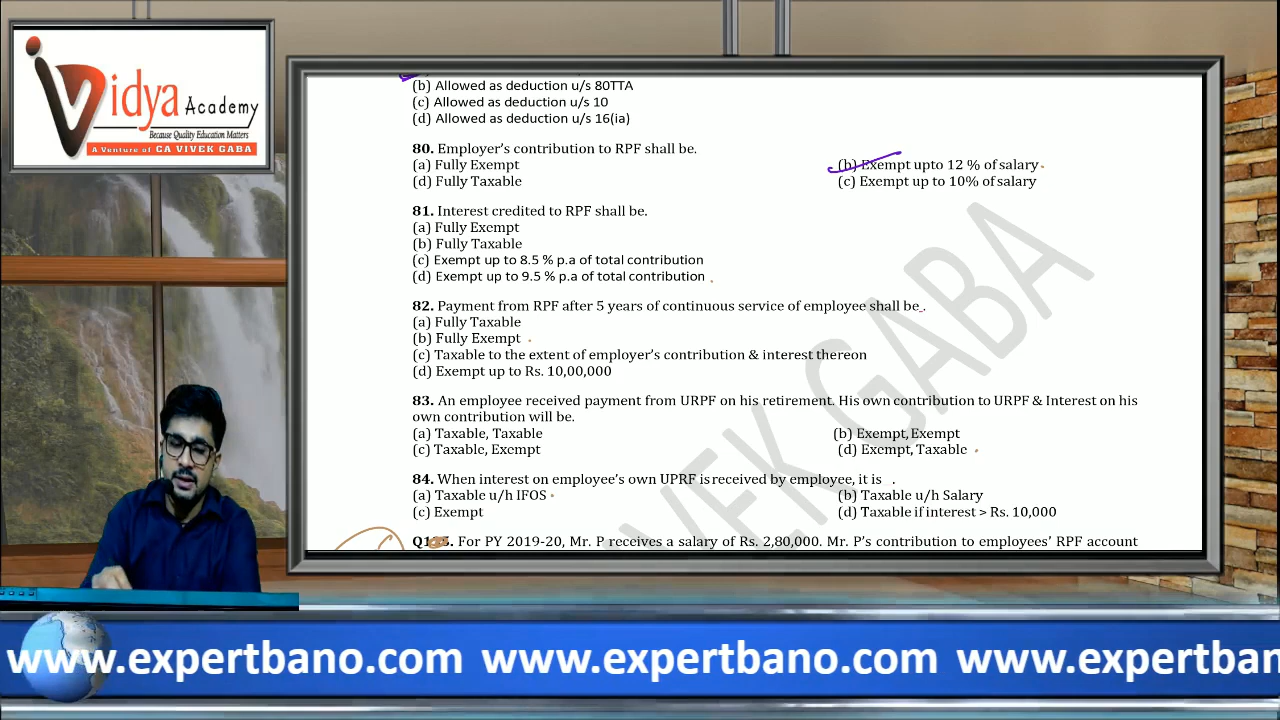 Vidya Academy
Because Quality Education Matters
A Venture of CA VIVEK GABA
(b) Allowed as deduction u/s 80TTA
(c) Allowed as deduction u/s 10
(d) Allowed as deduction u/s 16(ia)
80. Employer's contribution to RPF shall be.
(a) Fully Exempt (b) Exempt upto 12 % of salary
(d) Fully Taxable (c) Exempt up to 10% of salary
81. Interest credited to RPF shall be.
(a) Fully Exempt
(b) Fully Taxable
(c) Exempt up to 8.5 % p.a of total contribution
(d) Exempt up to 9.5 % p.a of total contribution
82. Payment from RPF after 5 years of continuous service of employee shall be_.
(a) Fully Taxable
(b) Fully Exempt
(c) Taxable to the extent of employer's contribution & interest thereon
(d) Exempt up to Rs. 10,00,000
83. An employee received payment from URPF on his retirement. His own contribution to URPF & Interest on his
own contribution will be.
(a) Taxable, Taxable (b) Exempt, Exempt
(c) Taxable, Exempt (d) Exempt, Taxable
84. When interest on employee's own UPRF is received by employee, it is .
(a) Taxable u/h IFOS (b) Taxable u/h Salary
(c) Exempt (d) Taxable if interest > Rs. 10,000
For PY 2019-20, Mr. P receives a salary of Rs. 2,80,000. Mr. P's contribution to employees' RPF account
VEK GABA
www.expertbano.com www.expertbano.com www.expertban